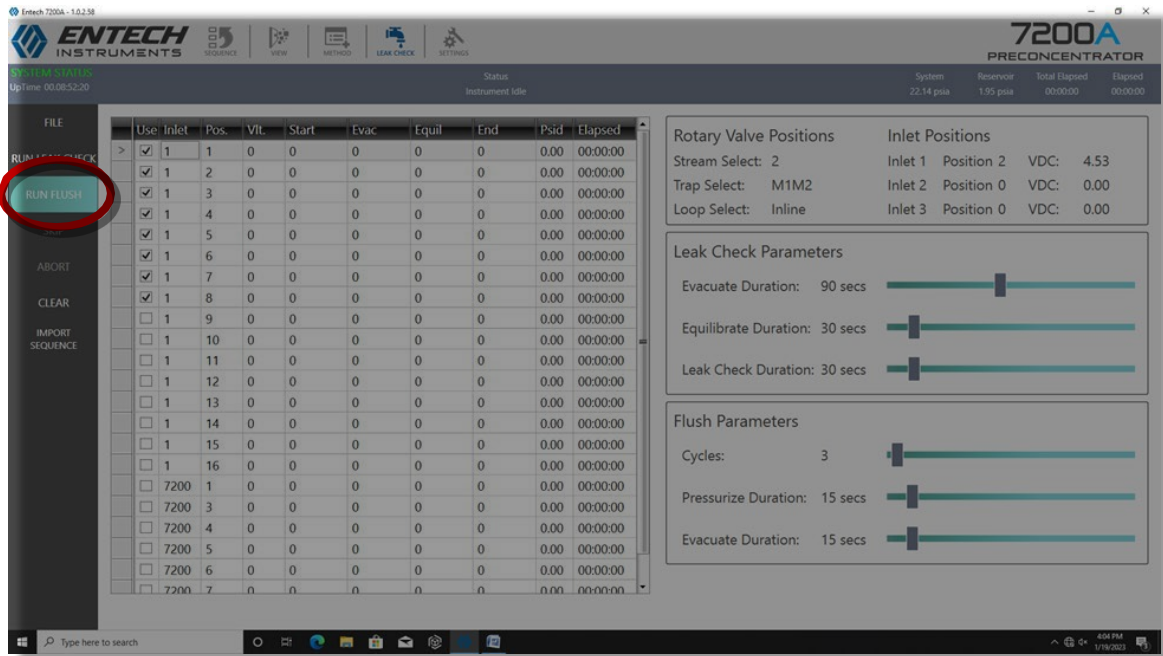 Entech 7200A - 1.0.2.58
ENTECH
INSTRUMENTS
SEQUENCE VIEW METHOD LEAK CHECK SETTINGS
7200A
PRECONCENTRATOR
SYSTEM STATUS
UpTime 00.08:52:20
Status
Instrument Idle
System Reservoir Total Elapsed Elapsed
22.14 psia 1.95 psia 00:00:00 00:00:00
FILE
RUN LEAK CHECK
RUN FLUSH
SKIP
ABORT
CLEAR
IMPORT
SEQUENCE
Use Inlet Pos. Vlt. Start Evac Equil End Psid Elapsed
1 1 0 0 0 0 0 0.00 00:00:00
1 2 0 0 0 0 0 0.00 00:00:00
1 3 0 0 0 0 0 0.00 00:00:00
1 4 0 0 0 0 0 0.00 00:00:00
1 5 0 0 0 0 0 0.00 00:00:00
1 6 0 0 0 0 0 0.00 00:00:00
1 7 0 0 0 0 0 0.00 00:00:00
1 8 0 0 0 0 0 0.00 00:00:00
1 9 0 0 0 0 0 0.00 00:00:00
1 10 0 0 0 0 0 0.00 00:00:00
1 11 0 0 0 0 0 0.00 00:00:00
1 12 0 0 0 0 0 0.00 00:00:00
1 13 0 0 0 0 0 0.00 00:00:00
1 14 0 0 0 0 0 0.00 00:00:00
1 15 0 0 0 0 0 0.00 00:00:00
1 16 0 0 0 0 0 0.00 00:00:00
7200 1 0 0 0 0 0 0.00 00:00:00
7200 3 0 0 0 0 0 0.00 00:00:00
7200 4 0 0 0 0 0 0.00 00:00:00
7200 5 0 0 0 0 0 0.00 00:00:00
7200 6 0 0 0 0 0 0.00 00:00:00
7200 7 0 0 0 0 0 0.00 00:00:00
Rotary Valve Positions
Stream Select: 2
Trap Select: M1M2
Loop Select: Inline
Inlet Positions
Inlet 1 Position 2 VDC: 4.53
Inlet 2 Position 0 VDC: 0.00
Inlet 3 Position 0 VDC: 0.00
Leak Check Parameters
Evacuate Duration: 90 secs
Equilibrate Duration: 30 secs
Leak Check Duration: 30 secs
Flush Parameters
Cycles: 3
Pressurize Duration: 15 secs
Evacuate Duration: 15 secs
Type here to search
4:04 PM
1/19/2023